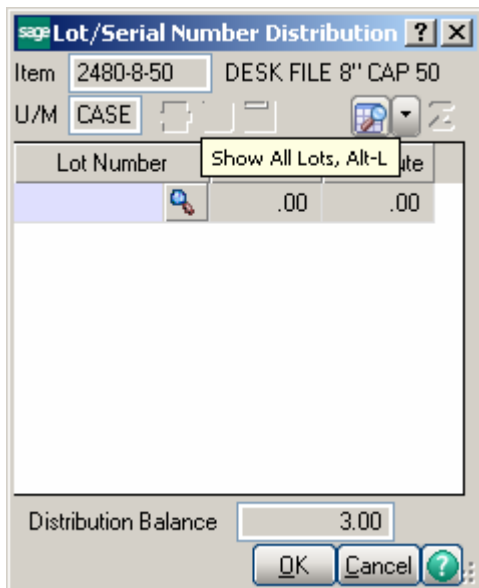 sage Lot/Serial Number Distribution ? X
Item 2480-8-50 DESK FILE 8" CAP 50
U/M CASE
Show All Lots, Alt-L
Lot Number ute
.00 .00
Distribution Balance 3.00
OK Cancel ?